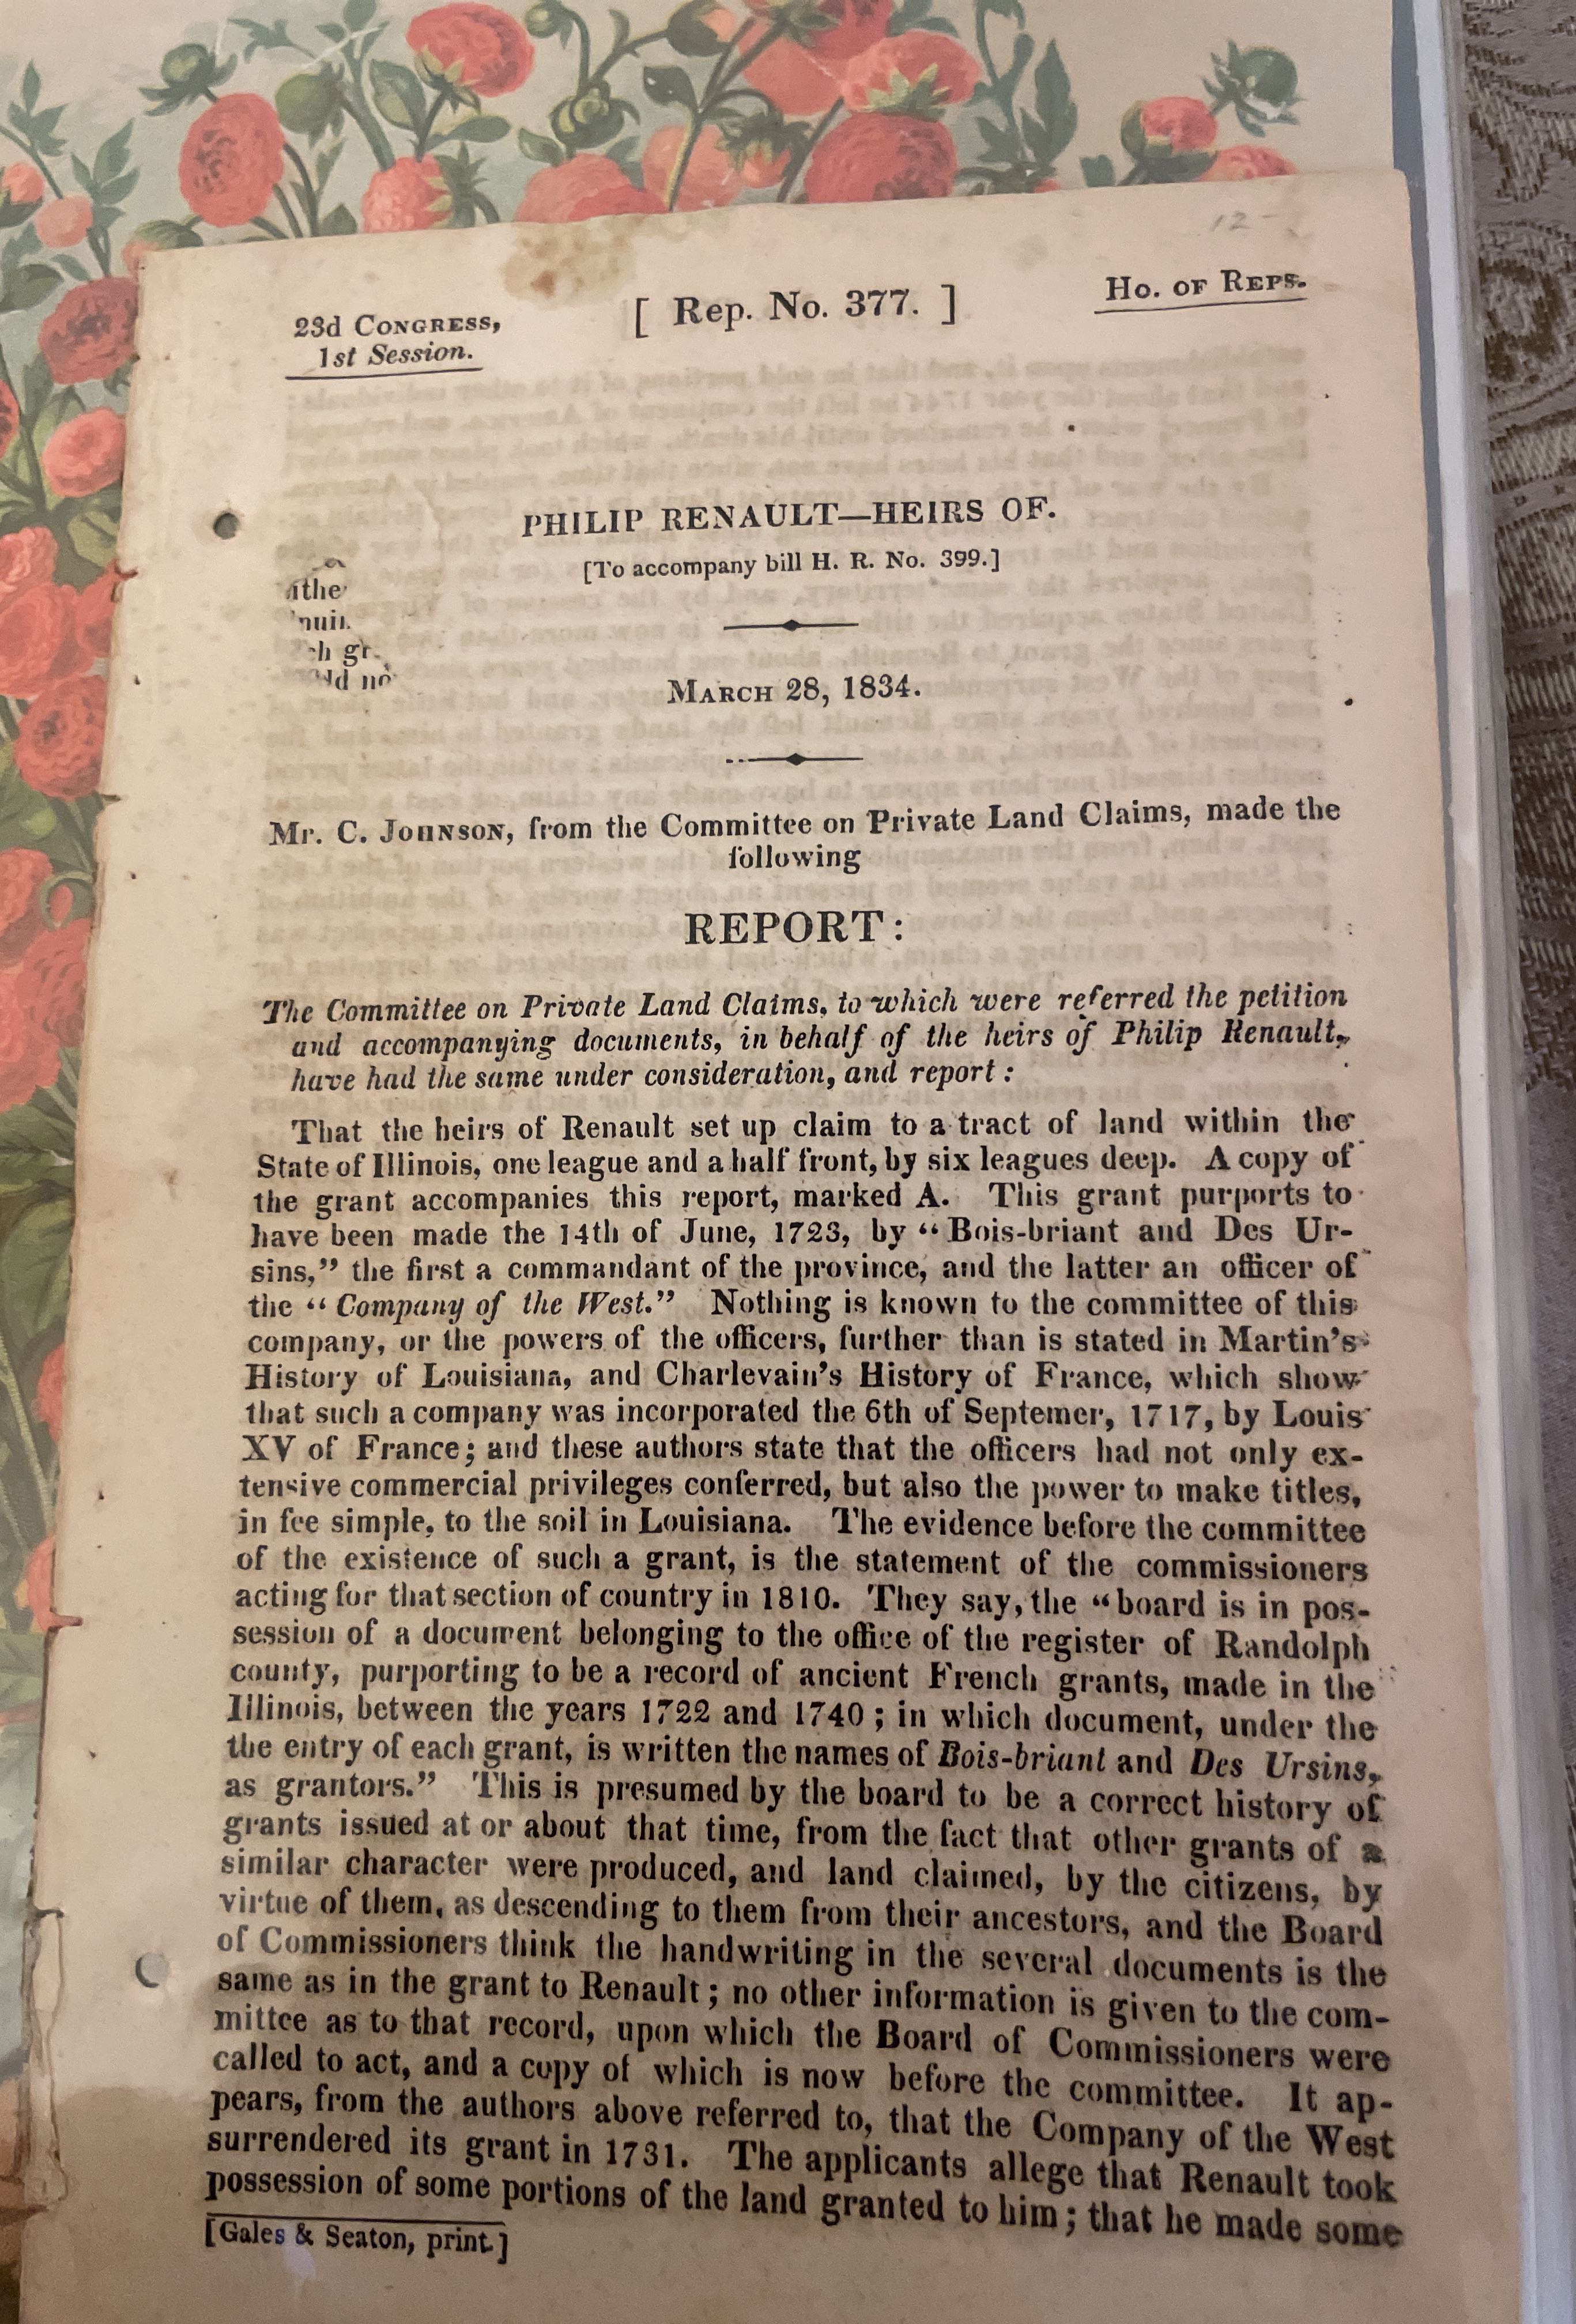 12
23d Congress,
1st Session.
[ Rep. No. 377. ]
Ho. of Reps.
PHILIP RENAULT—HEIRS OF.
[To accompany bill H. R. No. 399.]
March 28, 1834.
Mr. C. Johnson, from the Committee on Private Land Claims, made the
following
REPORT:
The Committee on Private Land Claims, to which were referred the petition
and accompanying documents, in behalf of the heirs of Philip Renault,
have had the same under consideration, and report:
That the heirs of Renault set up claim to a tract of land within the
State of Illinois, one league and a half front, by six leagues deep. A copy of
the grant accompanies this report, marked A. This grant purports to
have been made the 14th of June, 1723, by "Bois-briant and Des Ur-
sins," the first a commandant of the province, and the latter an officer of
the "Company of the West." Nothing is known to the committee of this
company, or the powers of the officers, further than is stated in Martin's
History of Louisiana, and Charlevain's History of France, which show
that such a company was incorporated the 6th of Septemer, 1717, by Louis
XV of France; and these authors state that the officers had not only ex-
tensive commercial privileges conferred, but also the power to make titles,
in fee simple, to the soil in Louisiana. The evidence before the committee
of the existence of such a grant, is the statement of the commissioners
acting for that section of country in 1810. They say, the "board is in pos-
session of a document belonging to the office of the register of Randolph
county, purporting to be a record of ancient French grants, made in the
Illinois, between the years 1722 and 1740; in which document, under the
the entry of each grant, is written the names of Bois-briant and Des Ursins,
as grantors." This is presumed by the board to be a correct history of
grants issued at or about that time, from the fact that other grants of a
similar character were produced, and land claimed, by the citizens, by
virtue of them, as descending to them from their ancestors, and the Board
of Commissioners think the handwriting in the several documents is the
same as in the grant to Renault; no other information is given to the com-
mittee as to that record, upon which the Board of Commissioners were
called to act, and a copy of which is now before the committee. It ap-
pears, from the authors above referred to, that the Company of the West
surrendered its grant in 1731. The applicants allege that Renault took
possession of some portions of the land granted to him; that he made some
[Gales & Seaton, print.]